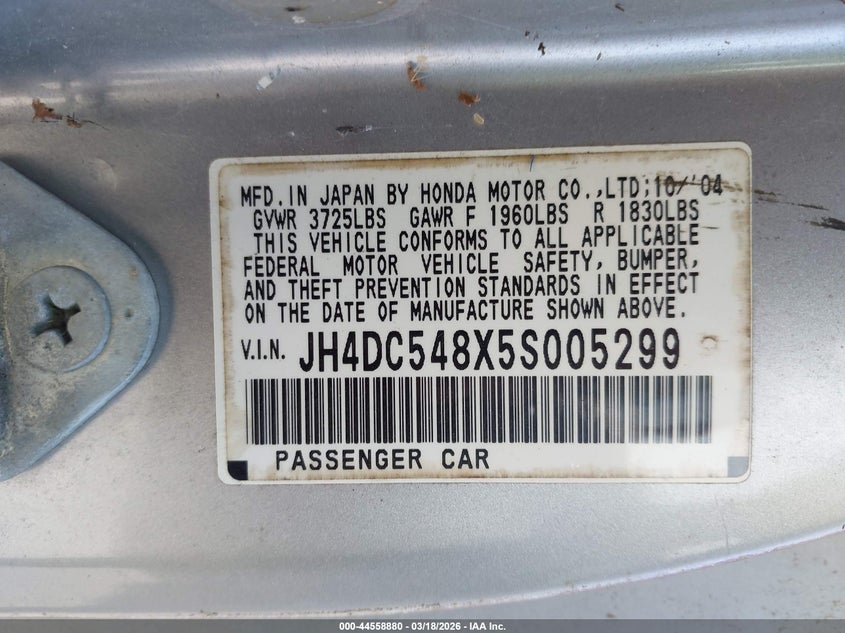 MFD.IN JAPAN BY HONDA MOTOR CO.,LTD:10/'04
GVWR 3725LBS GAWR F 1960LBS R 1830LBS
THIS VEHICLE CONFORMS TO ALL APPLICABLE
FEDERAL MOTOR VEHICLE SAFETY, BUMPER,
AND THEFT PREVENTION STANDARDS IN EFFECT
ON THE DATE OF MANUFACTURE SHOWN ABOVE.
V.I.N. JH4DC548X5S005299
PASSENGER CAR
000-44558880 - 03/18/2026 - IAA Inc.